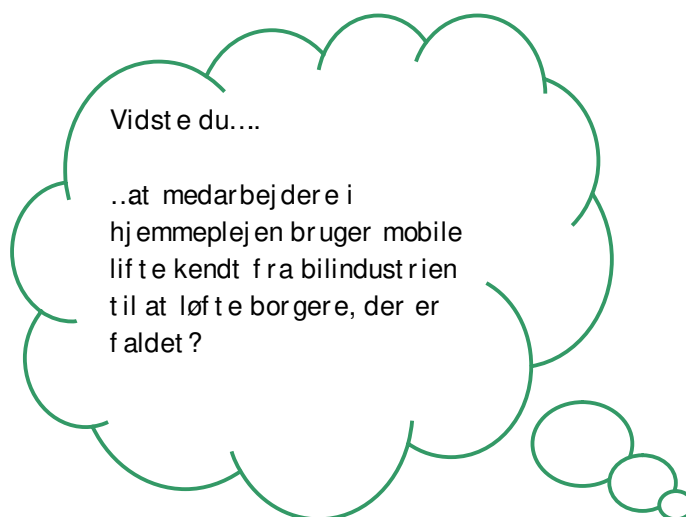 Vidste du....
..at medarbejdere i
hjemmeplejen bruger mobile
lifte kendt fra bilindustrien
til at løfte borgere, der er
faldet?